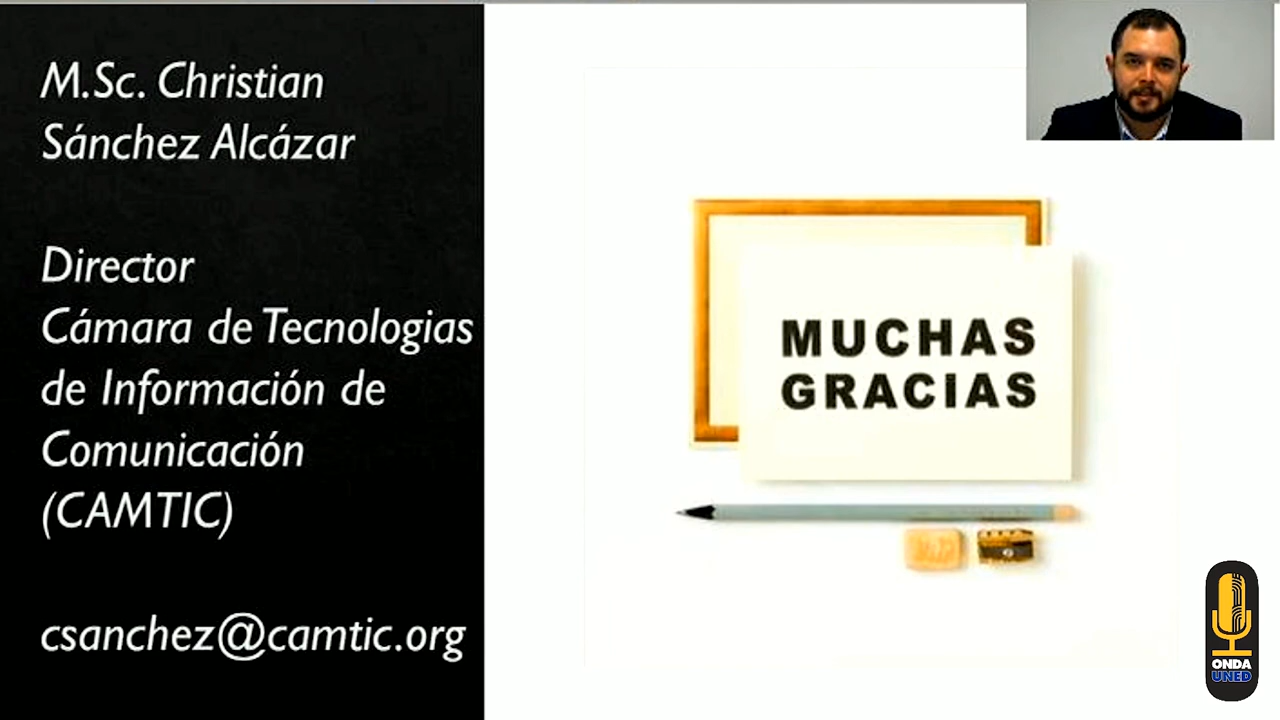 M.Sc. Christian
Sánchez Alcázar
Director
Cámara de Tecnologias
de Información de
Comunicación
(CAMTIC)
csanchez@camtic.org
MUCHAS
GRACIAS
ONDA
UNED